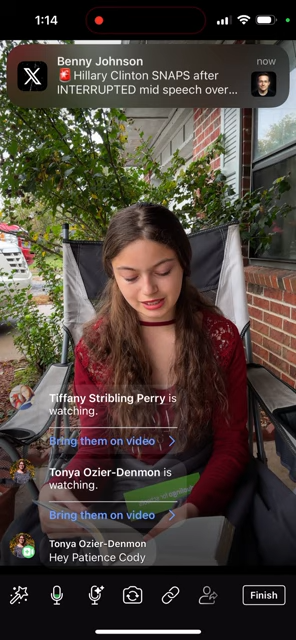 1:14
Benny Johnson
now
🚨 Hillary Clinton SNAPS after
INTERRUPTED mid speech over...
Tiffany Stribling Perry is
watching.
Bring them on video
Tonya Ozier-Denmon is
watching.
Bring them on video
Tonya Ozier-Denmon
Hey Patience Cody
Finish